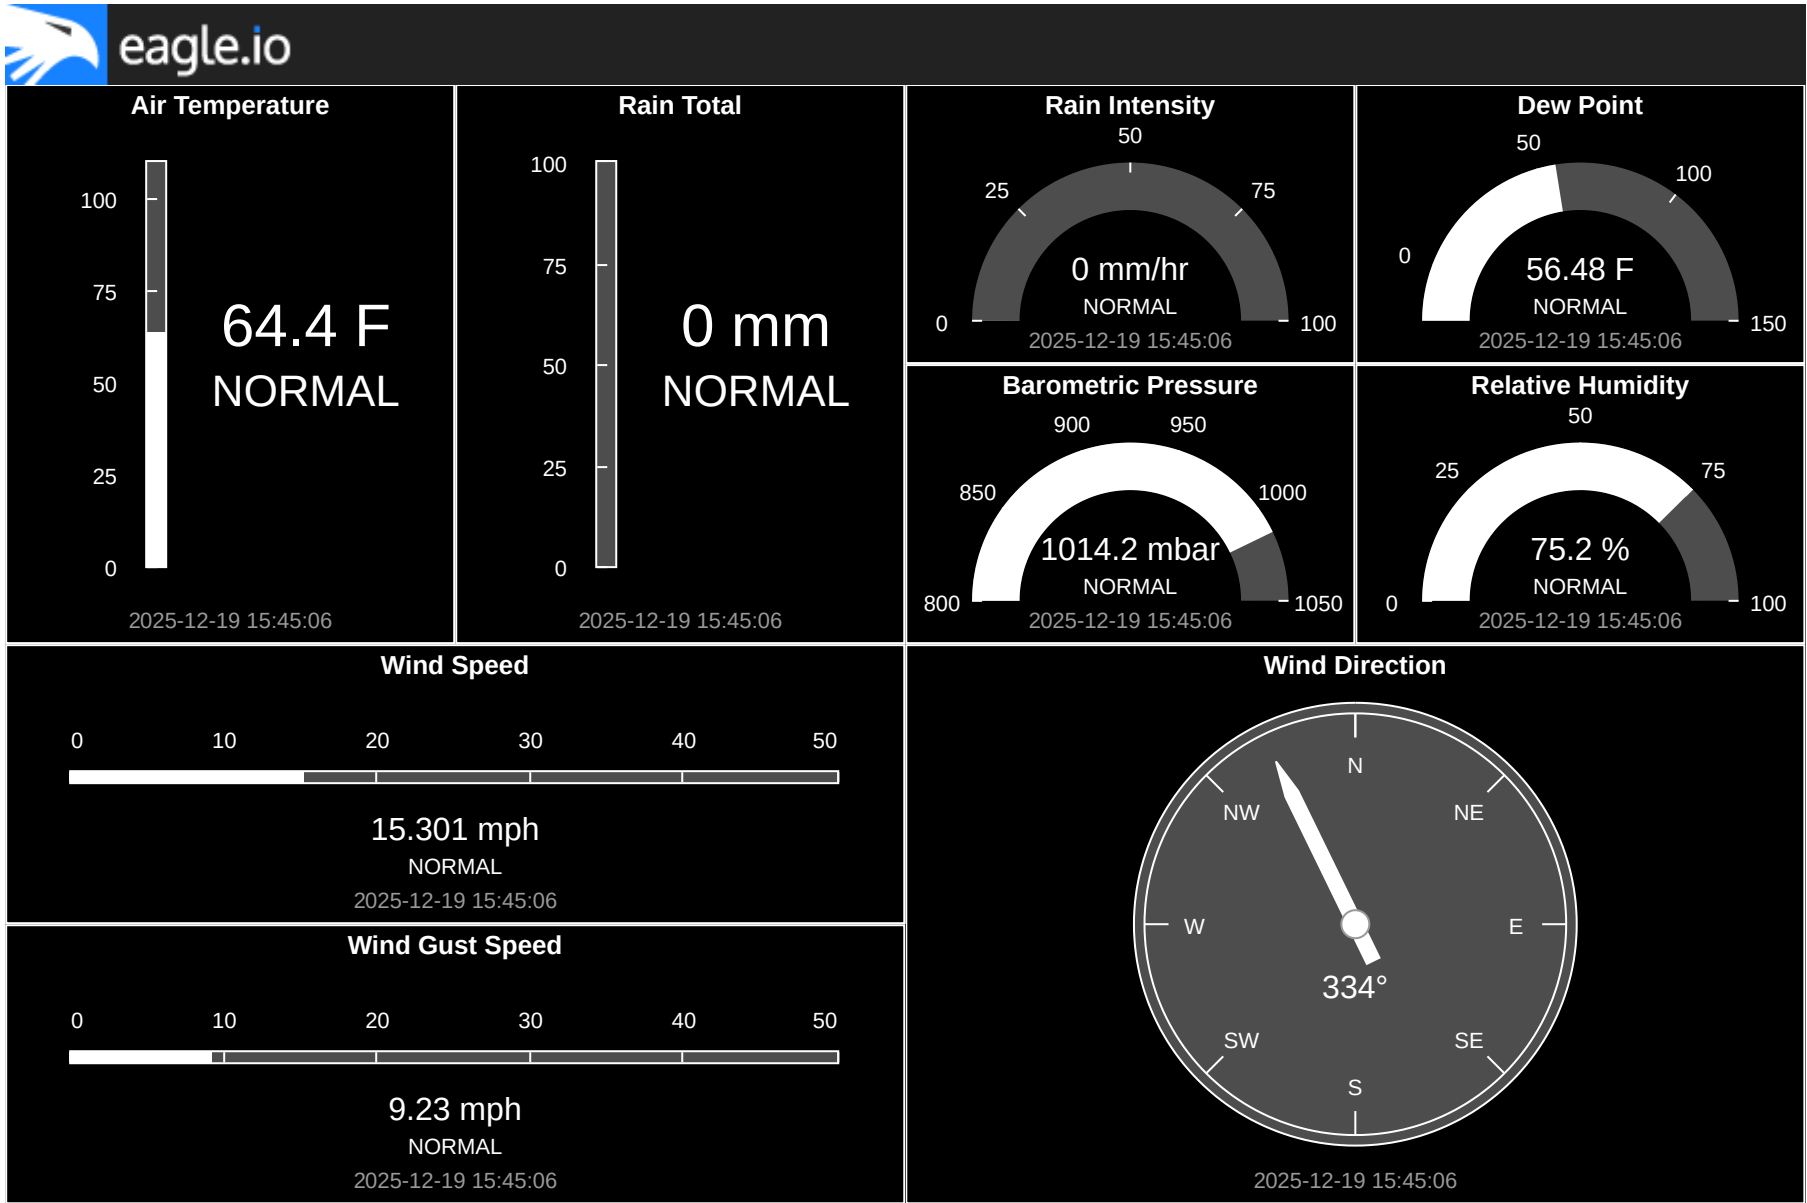 eagle.io
Air Temperature
100
75
50
25
0
64.4 F
NORMAL
2025-12-19 15:45:06
Rain Total
100
75
50
25
0
0 mm
NORMAL
2025-12-19 15:45:06
Rain Intensity
0
25
50
75
100
0 mm/hr
NORMAL
2025-12-19 15:45:06
Dew Point
0
50
100
150
56.48 F
NORMAL
2025-12-19 15:45:06
Barometric Pressure
800
850
900
950
1000
1050
1014.2 mbar
NORMAL
2025-12-19 15:45:06
Relative Humidity
0
25
50
75
100
75.2 %
NORMAL
2025-12-19 15:45:06
Wind Speed
0 10 20 30 40 50
15.301 mph
NORMAL
2025-12-19 15:45:06
Wind Gust Speed
0 10 20 30 40 50
9.23 mph
NORMAL
2025-12-19 15:45:06
Wind Direction
N
NW NE
W E
334°
SW SE
S
2025-12-19 15:45:06